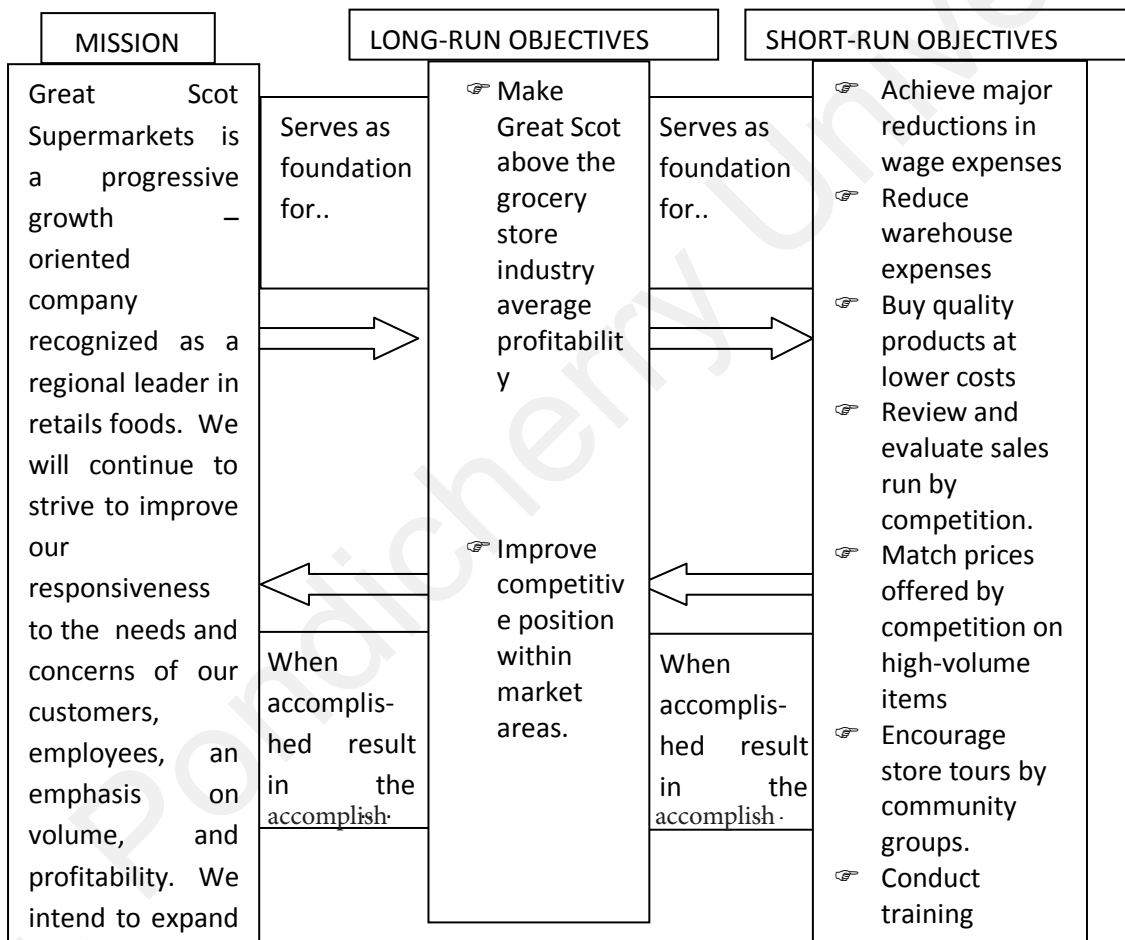 MISSION
LONG-RUN OBJECTIVES
SHORT-RUN OBJECTIVES
Great Scot
Supermarkets is
a progressive
growth –
oriented
company
recognized as a
regional leader in
retails foods. We
will continue to
strive to improve
our
responsiveness
to the needs and
concerns of our
customers,
employees, an
emphasis on
volume, and
profitability. We
intend to expand
Serves as
foundation
for..
When
accomplis-
hed result
in the
accomplish-
☞ Make
Great Scot
above the
grocery
store
industry
average
profitabilit
y
☞ Improve
competitiv
e position
within
market
areas.
Serves as
foundation
for..
When
accomplis-
hed result
in the
accomplish-
☞ Achieve major
reductions in
wage expenses
☞ Reduce
warehouse
expenses
☞ Buy quality
products at
lower costs
☞ Review and
evaluate sales
run by
competition.
☞ Match prices
offered by
competition on
high-volume
items
☞ Encourage
store tours by
community
groups.
☞ Conduct
training
Pondicherry